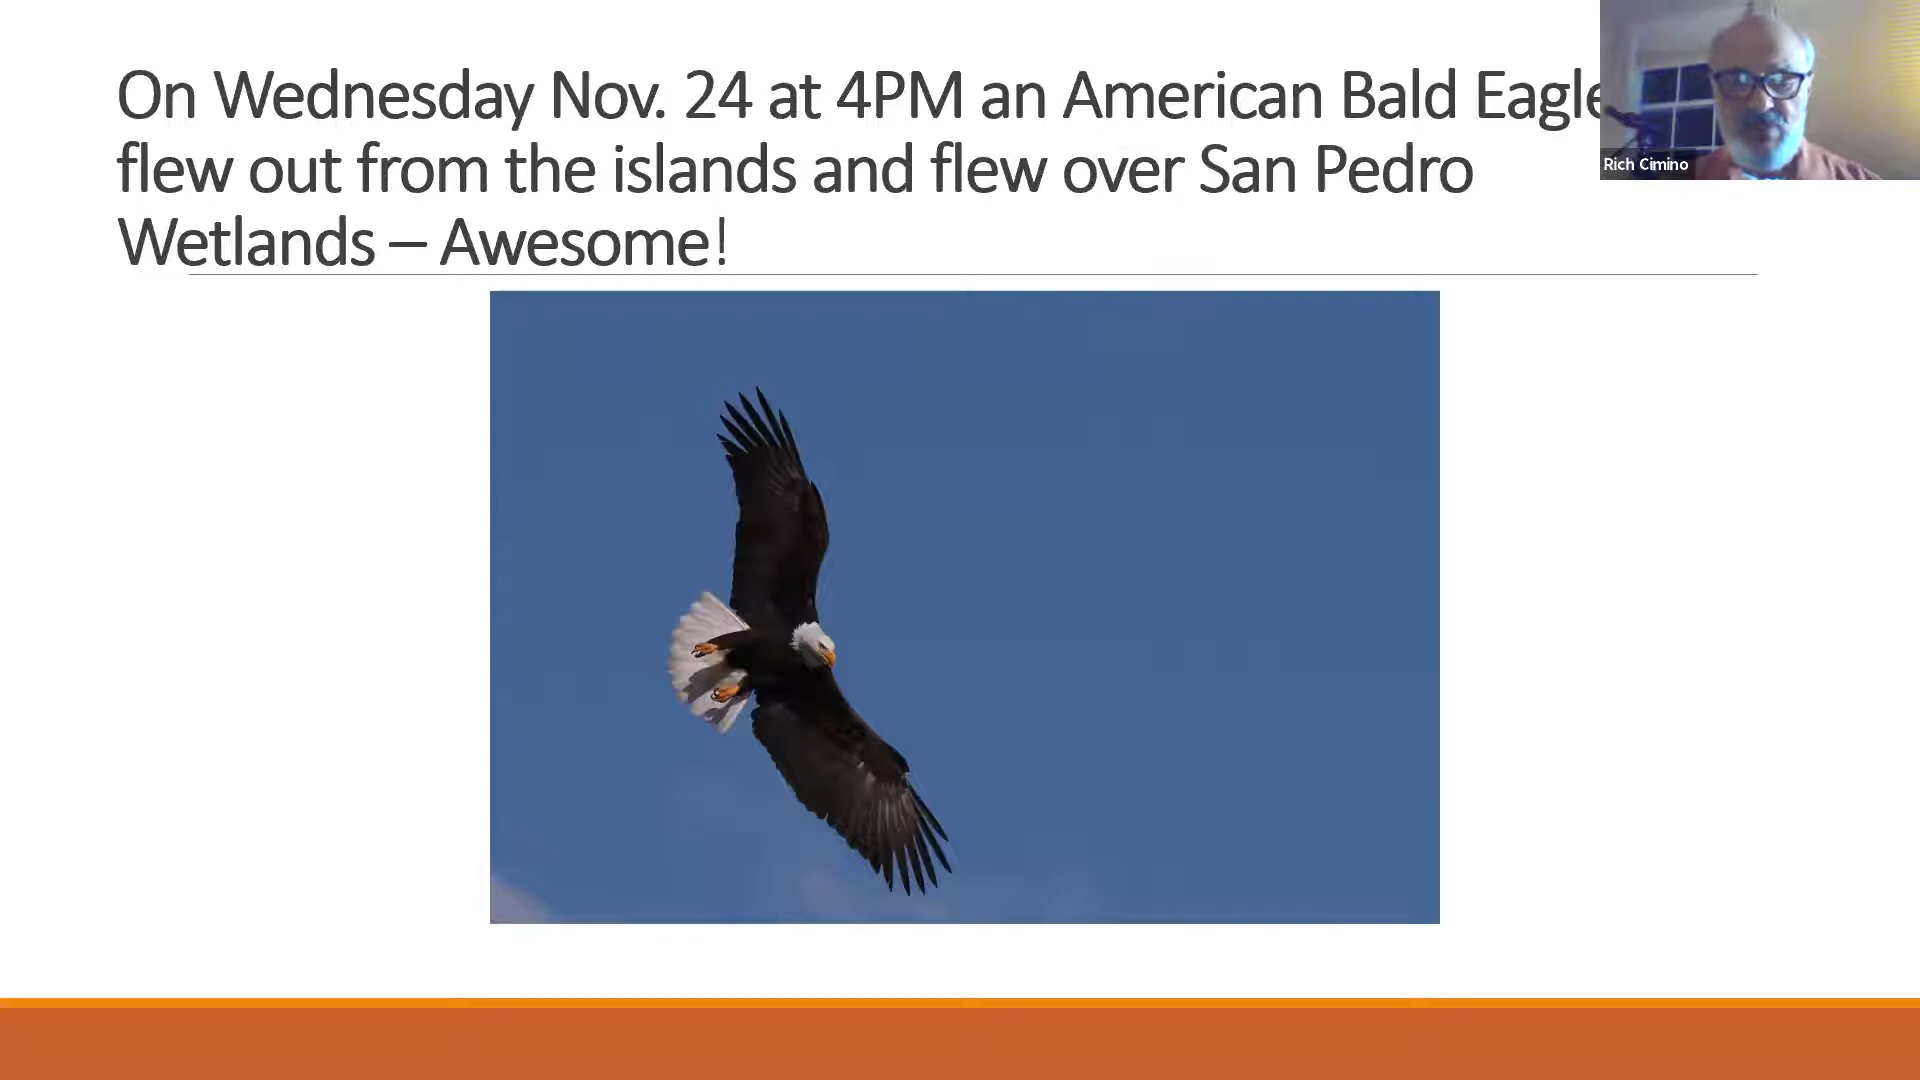 On Wednesday Nov. 24 at 4PM an American Bald Eagle
flew out from the islands and flew over San Pedro
Wetlands – Awesome!
Rich Cimino